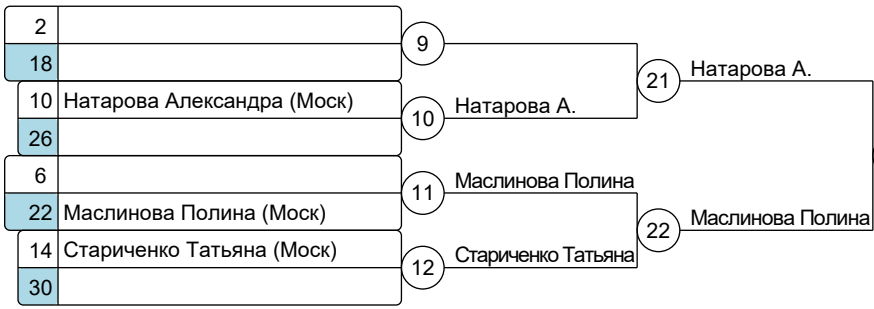 2
9
18
21 Натарова А.
10 Натарова Александра (Моск)
10 Натарова А.
26
6
11 Маслинова Полина
22 Маслинова Полина (Моск)
22 Маслинова Полина
14 Стариченко Татьяна (Моск)
12 Стариченко Татьяна
30